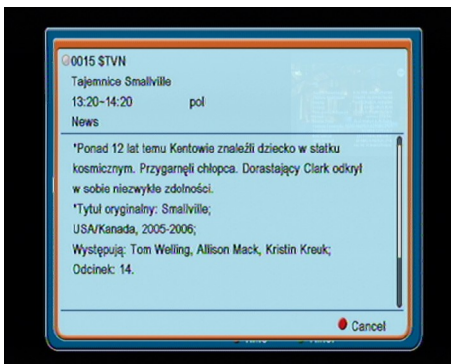 0015 $TVN
Tajemnice Smallville
13:20~14:20 pol
News
*Ponad 12 lat temu Kentowie znaleźli dziecko w statku
kosmicznym. Przygarnęli chłopca. Dorastający Clark odkrył
w sobie niezwykłe zdolności.
*Tytuł oryginalny: Smallville;
USA/Kanada, 2005-2006;
Występują: Tom Welling, Allison Mack, Kristin Kreuk;
Odcinek: 14.
Cancel